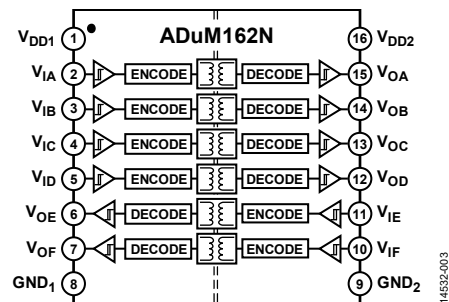 ADuM162N
VDD1 1 16 VDD2
VIA 2 ENCODE DECODE 15 VOA
VIB 3 ENCODE DECODE 14 VOB
VIC 4 ENCODE DECODE 13 VOC
VID 5 ENCODE DECODE 12 VOD
VOE 6 DECODE ENCODE 11 VIE
VOF 7 DECODE ENCODE 10 VIF
GND1 8 9 GND2
14532-003